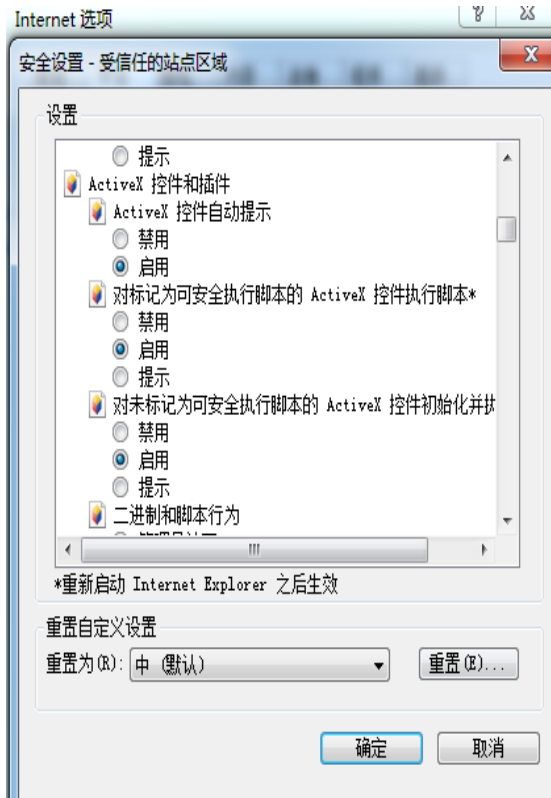 Internet 选项
安全设置 - 受信任的站点区域
设置
提示
ActiveX 控件和插件
ActiveX 控件自动提示
禁用
启用
对标记为可安全执行脚本的 ActiveX 控件执行脚本*
禁用
启用
提示
对未标记为可安全执行脚本的 ActiveX 控件初始化并执
禁用
启用
提示
二进制和脚本行为
*重新启动 Internet Explorer 之后生效
重置自定义设置
重置为(R): 中 (默认) 重置(E)...
确定 取消